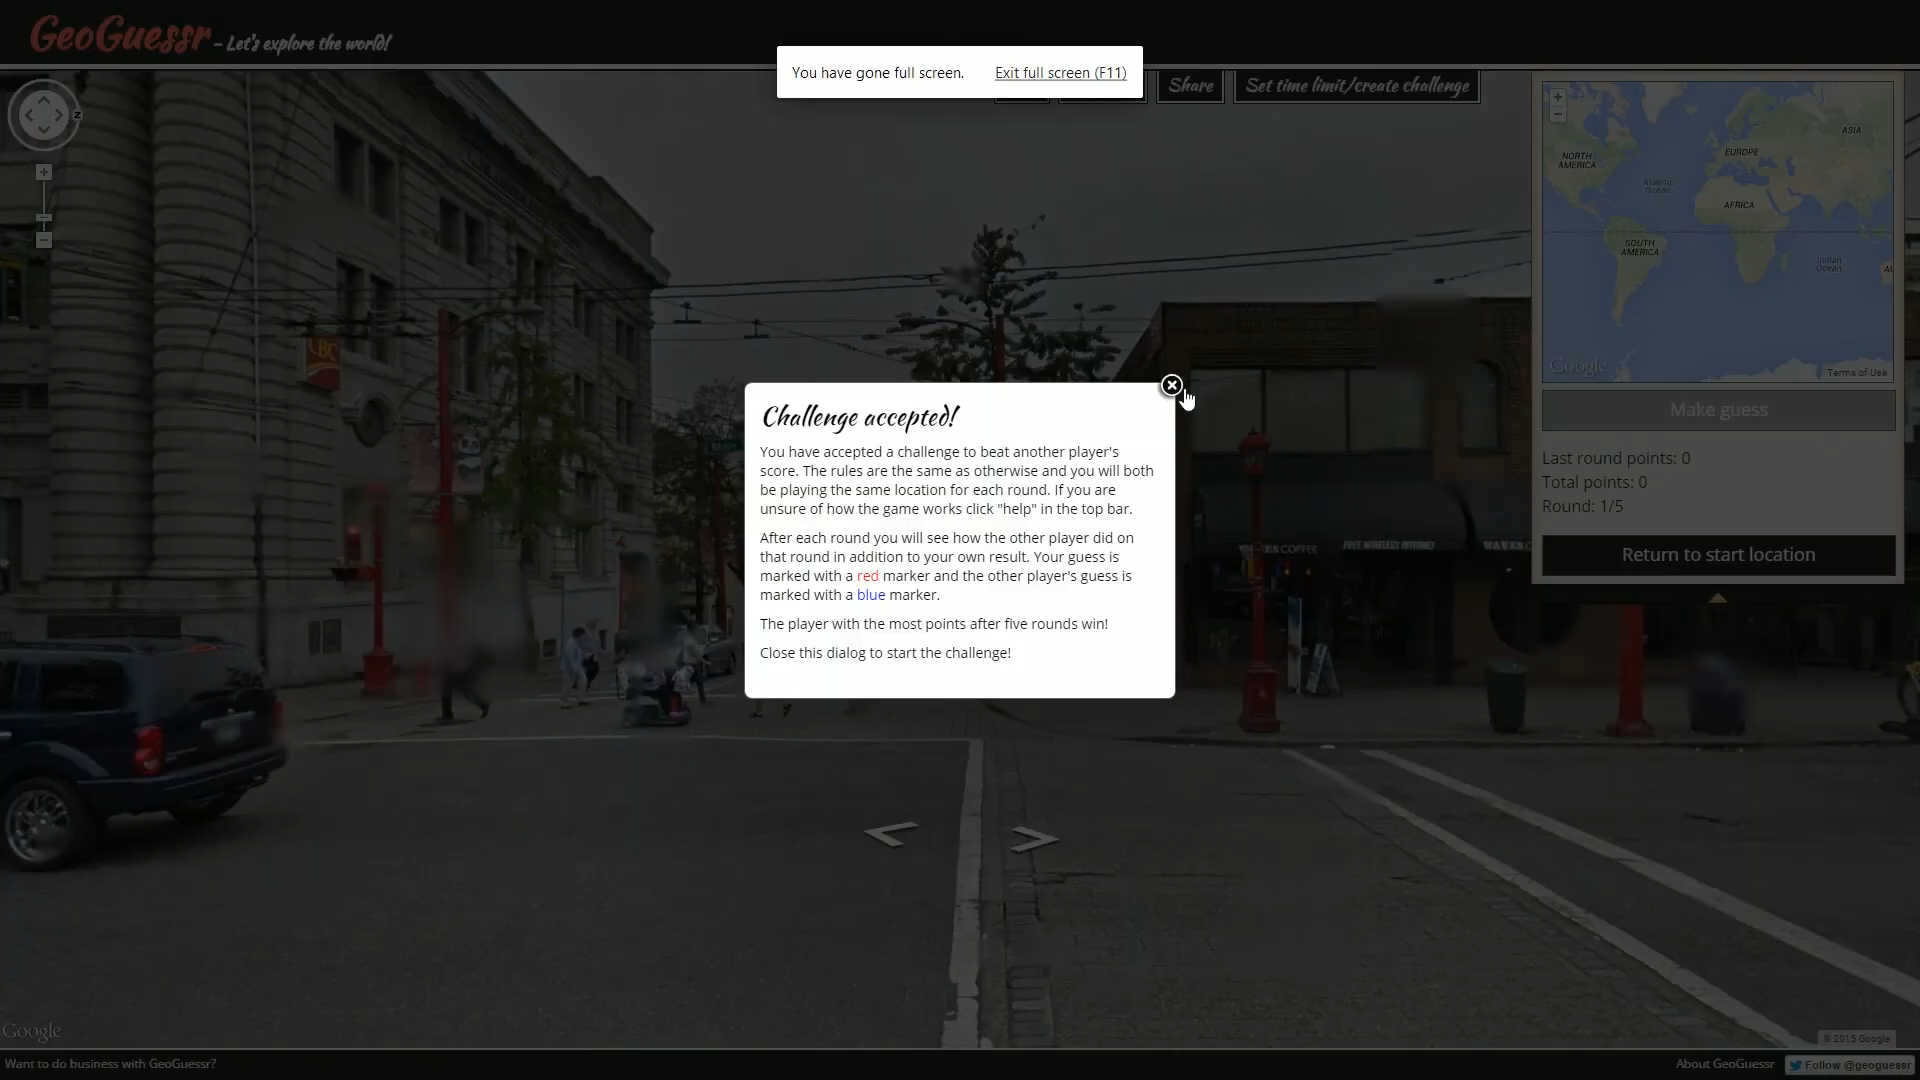 GeoGuessr - Let's explore the world!
You have gone full screen. Exit full screen (F11)
Share
Set time limit/create challenge
NORTH AMERICA
EUROPE
ASIA
Atlantic Ocean
AFRICA
SOUTH AMERICA
Indian Ocean
AU
Google
Terms of Use
Make guess
Last round points: 0
Total points: 0
Round: 1/5
Return to start location
Challenge accepted!
You have accepted a challenge to beat another player's
score. The rules are the same as otherwise and you will both
be playing the same location for each round. If you are
unsure of how the game works click "help" in the top bar.
After each round you will see how the other player did on
that round in addition to your own result. Your guess is
marked with a red marker and the other player's guess is
marked with a blue marker.
The player with the most points after five rounds win!
Close this dialog to start the challenge!
CBC
Main
WAVES COFFEE
FREE WIRELESS INTERNET
Google
© 2015 Google
Want to do business with GeoGuessr?
About GeoGuessr
Follow @geoguessr